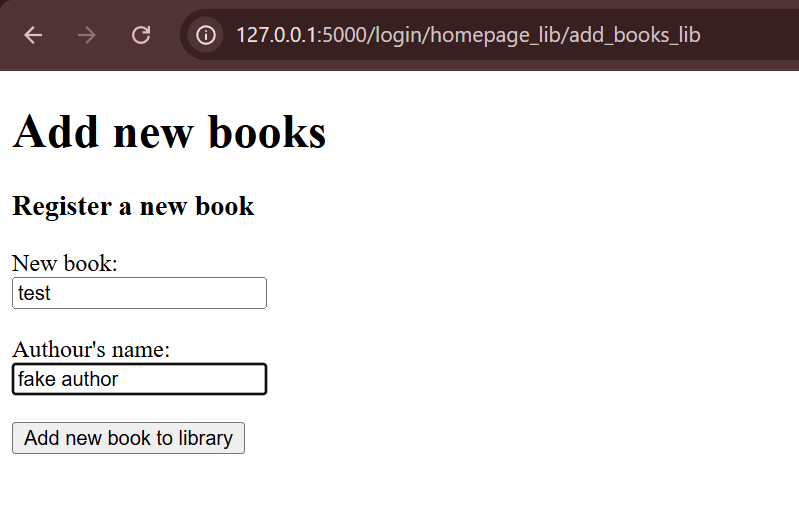 127.0.0.1:5000/login/homepage_lib/add_books_lib
Add new books
Register a new book
New book:
test
Authour's name:
fake author
Add new book to library